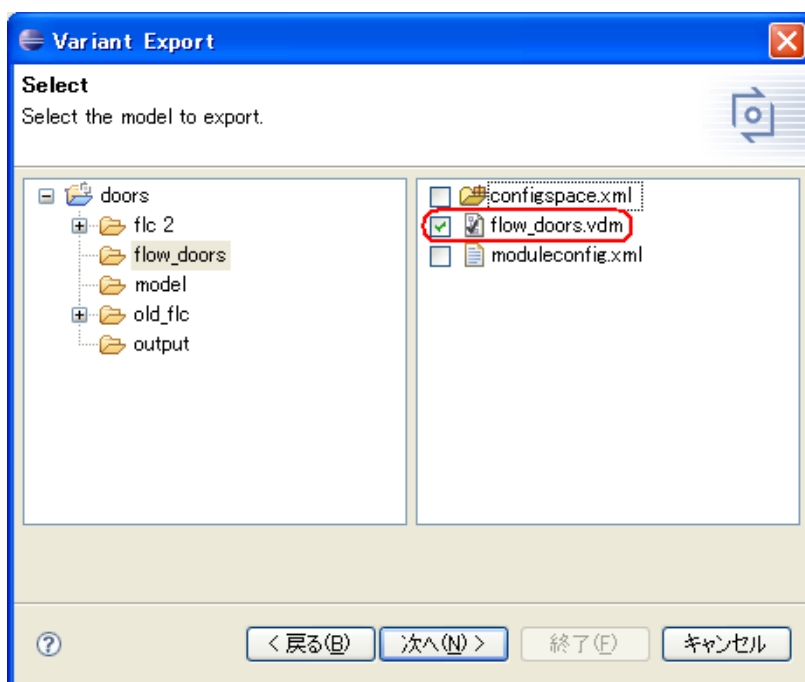 Variant Export
Select
Select the model to export.
doors
flc 2
flow_doors
model
old_flc
output
configspace.xml
flow_doors.vdm
moduleconfig.xml
< 戻る(B)
次へ(N) >
終了(F)
キャンセル